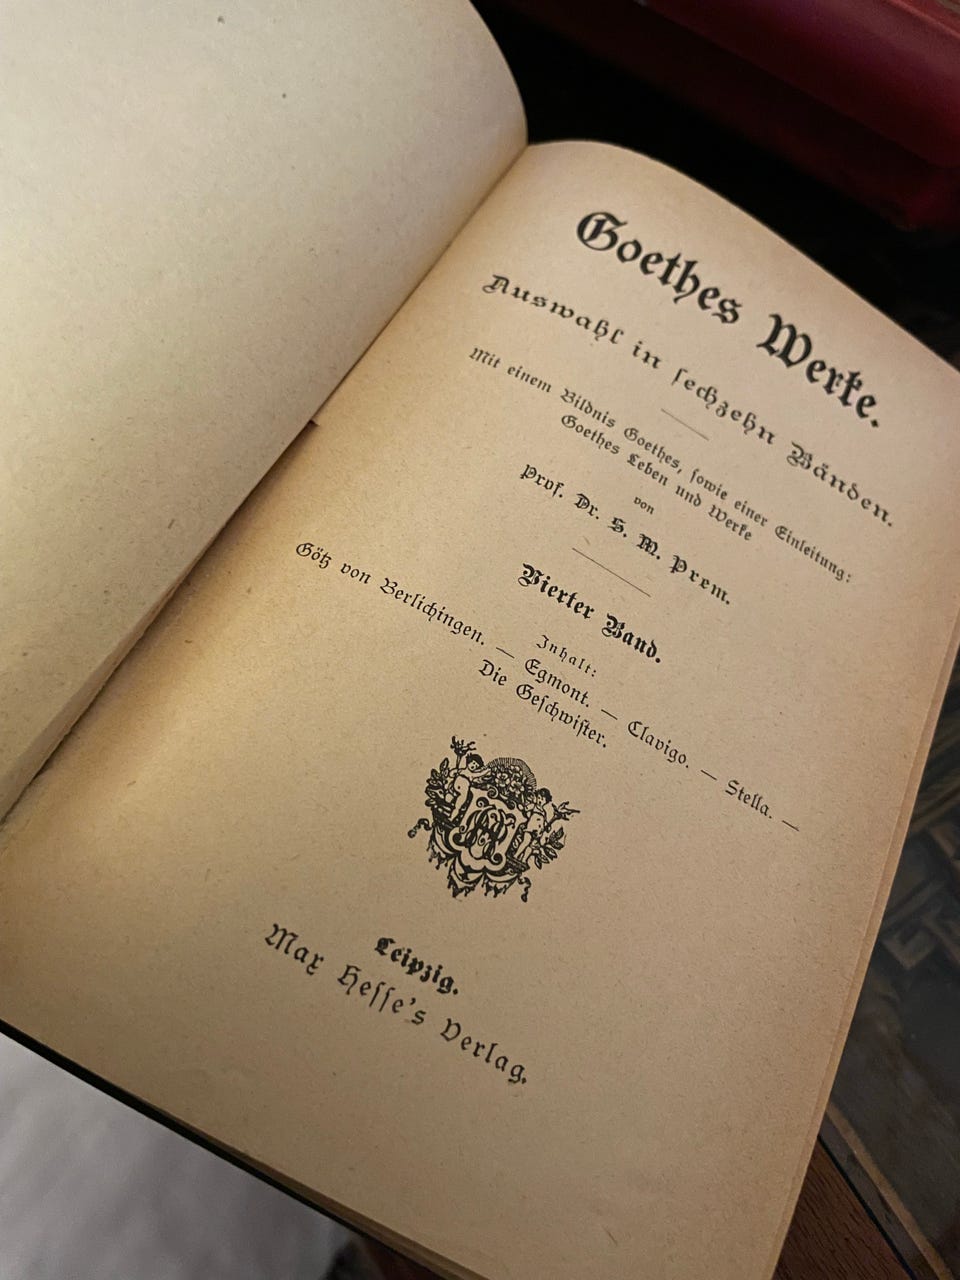 Goethes Werke.
Auswahl in ſechzehn Bänden.
Mit einem Bildnis Goethes, ſowie einer Einleitung:
Goethes Leben und Werke
von
Prof. Dr. S. M. Prem.
Vierter Band.
Inhalt:
Götz von Berlichingen. — Egmont. — Clavigo. — Stella. —
Die Geſchwiſter.
Leipzig.
Max Heſſe's Verlag.